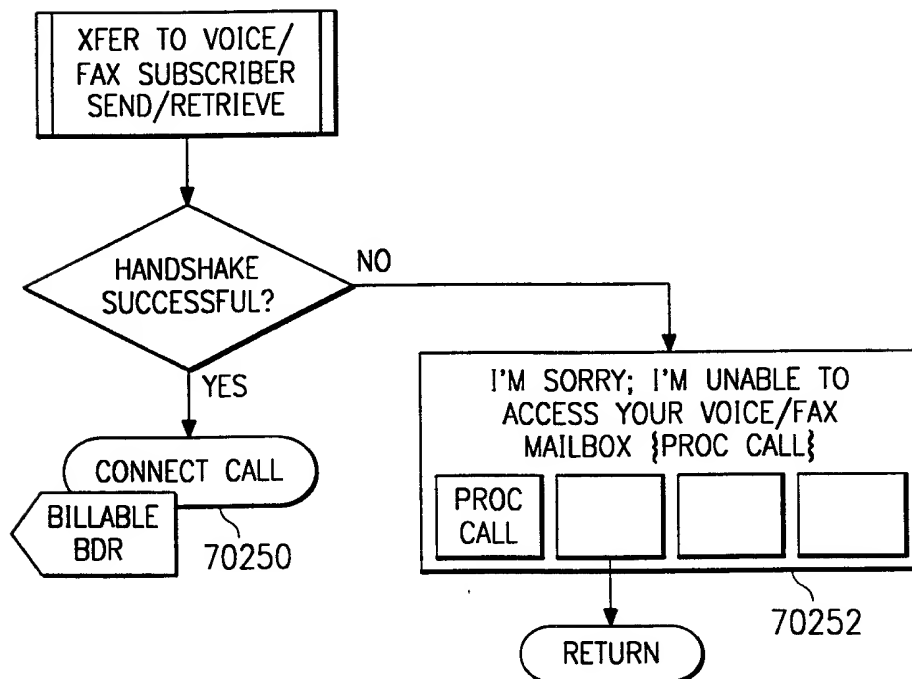 XFER TO VOICE/
FAX SUBSCRIBER
SEND/RETRIEVE
HANDSHAKE
SUCCESSFUL?
NO
YES
CONNECT CALL
BILLABLE
BDR
70250
I'M SORRY; I'M UNABLE TO
ACCESS YOUR VOICE/FAX
MAILBOX {PROC CALL}
PROC
CALL
70252
RETURN